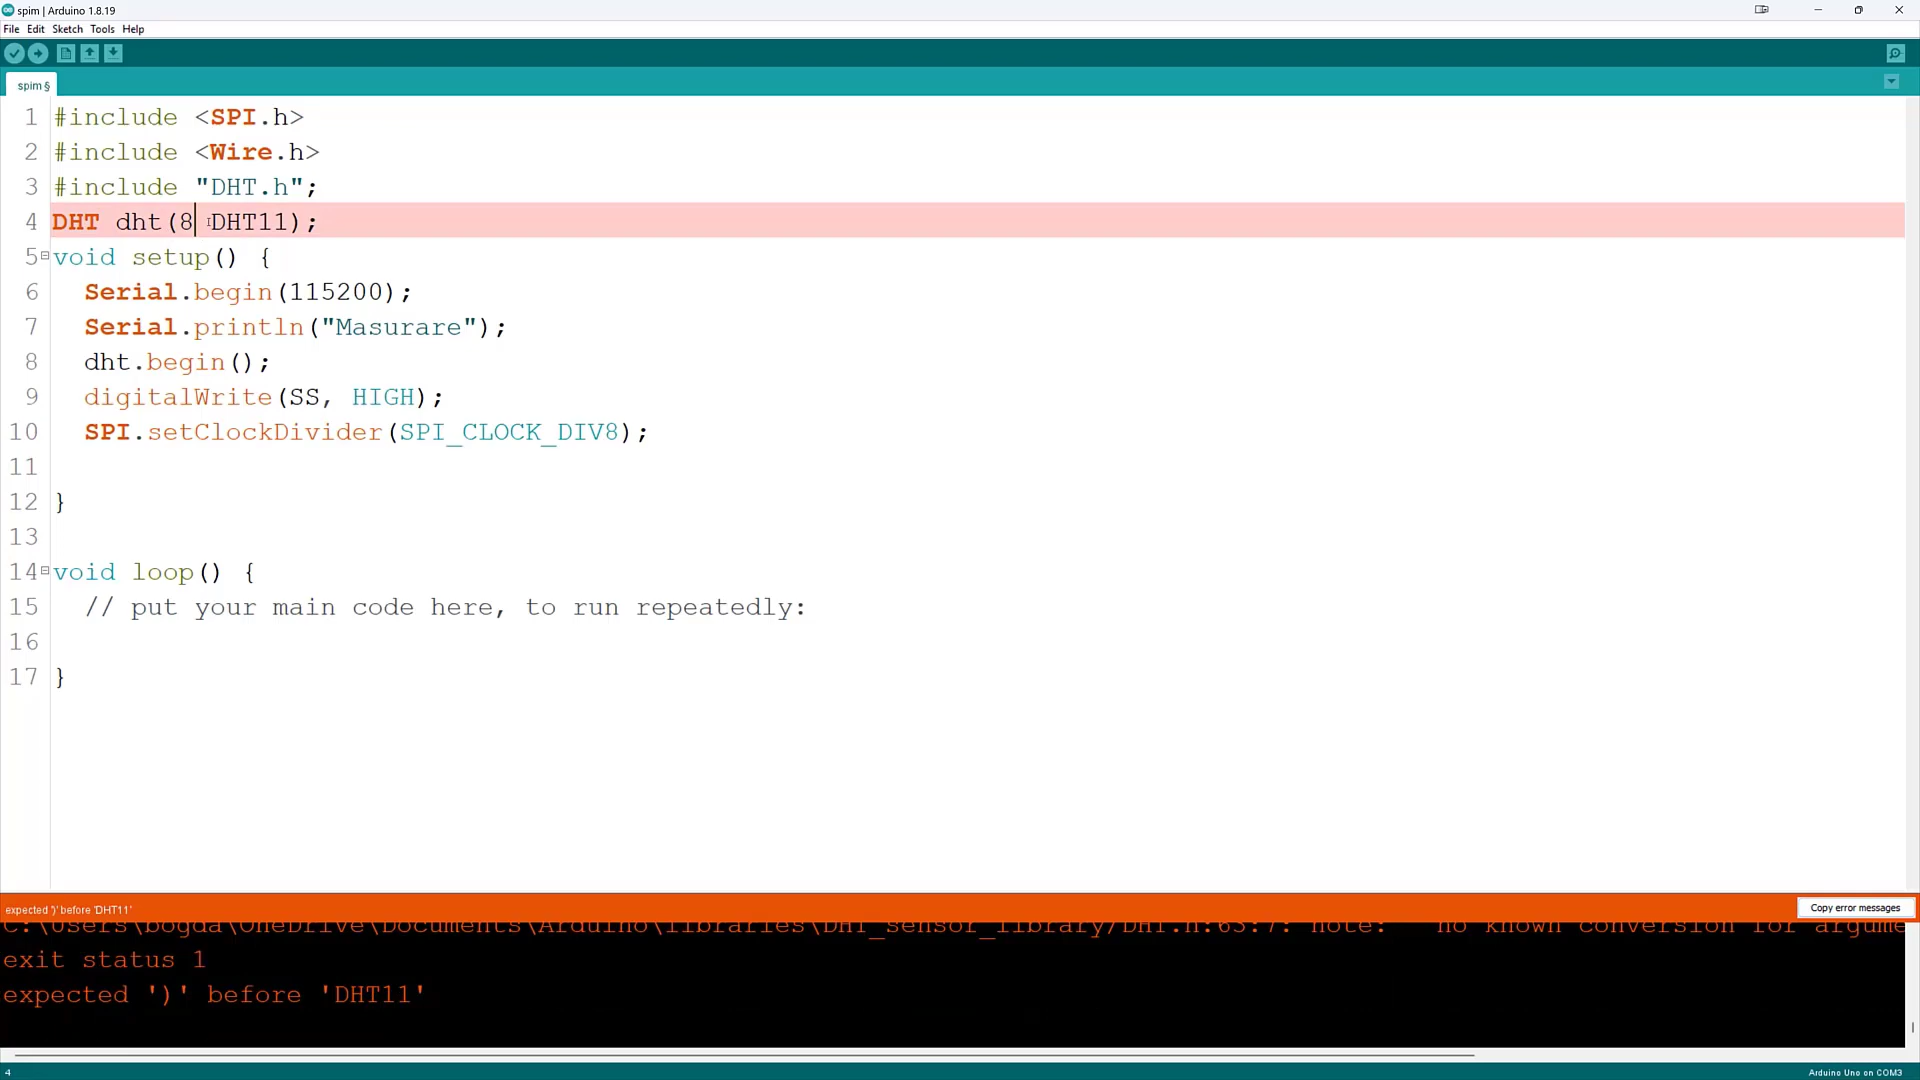 spim | Arduino 1.8.19
File Edit Sketch Tools Help
spim §
1 #include <SPI.h>
2 #include <Wire.h>
3 #include "DHT.h";
4 DHT dht(8 DHT11);
5 void setup() {
6 Serial.begin(115200);
7 Serial.println("Masurare");
8 dht.begin();
9 digitalWrite(SS, HIGH);
10 SPI.setClockDivider(SPI_CLOCK_DIV8);
11
12 }
13
14 void loop() {
15 // put your main code here, to run repeatedly:
16
17 }
expected ')' before 'DHT11'
Copy error messages
C:\Users\bogda\OneDrive\Documents\Arduino\libraries\DHT_sensor_library/DHT.h:63:7: note: no known conversion for argume
exit status 1
expected ')' before 'DHT11'
4
Arduino Uno on COM3